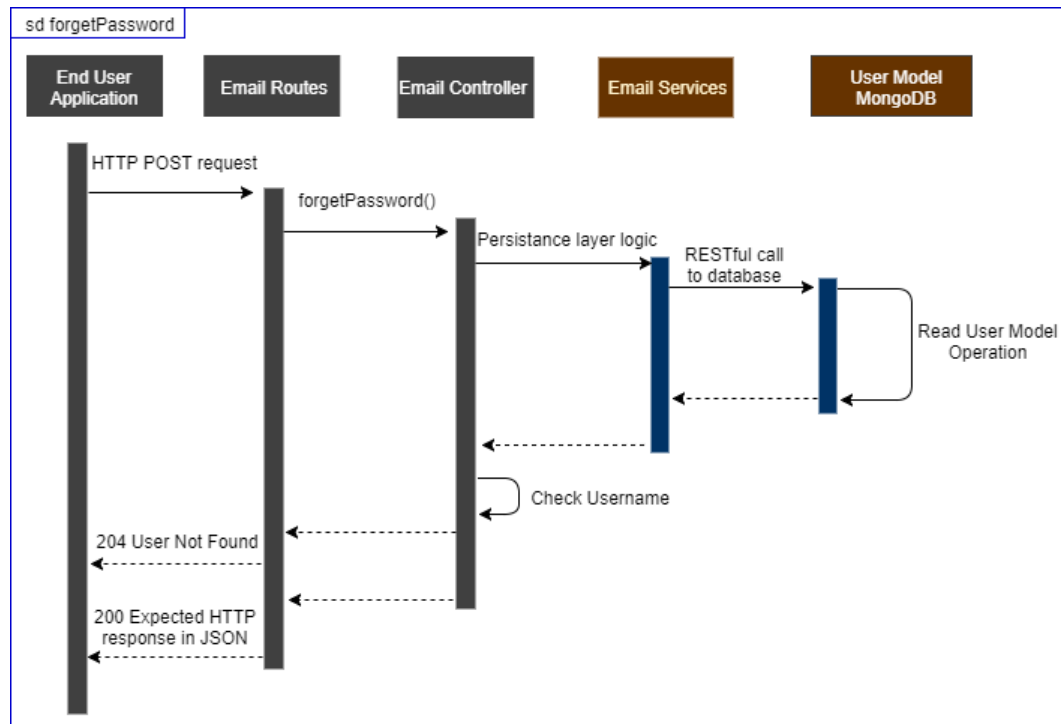 sd forgetPassword
End User
Application
Email Routes
Email Controller
Email Services
User Model
MongoDB
HTTP POST request
forgetPassword()
Persistance layer logic
RESTful call
to database
Read User Model
Operation
Check Username
204 User Not Found
200 Expected HTTP
response in JSON